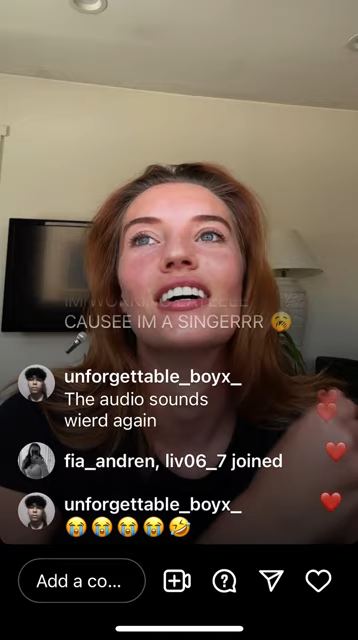 CAUSEE IM A SINGERRR 🥱
unforgettable_boyx_
The audio sounds
wierd again
fia_andren, liv06_7 joined
unforgettable_boyx_
😭😭😭😭🤣
Add a co...